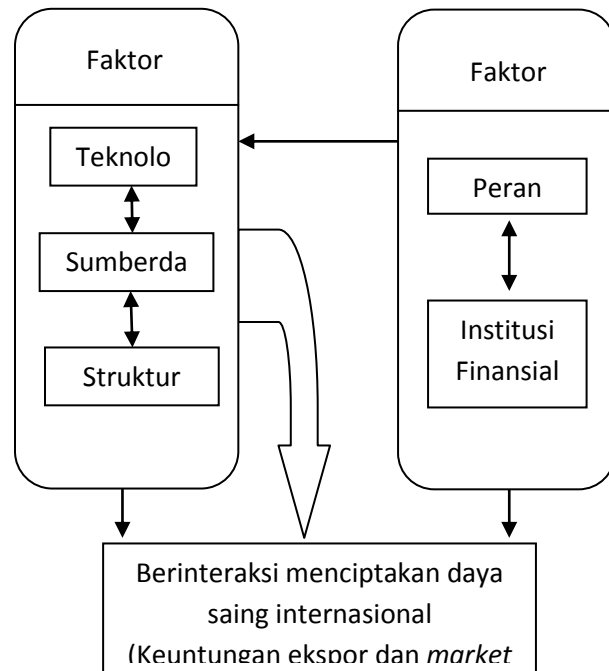 Faktor
Teknolo
Sumberda
Struktur
Faktor
Peran
Institusi
Finansial
Berinteraksi menciptakan daya
saing internasional
(Keuntungan ekspor dan market